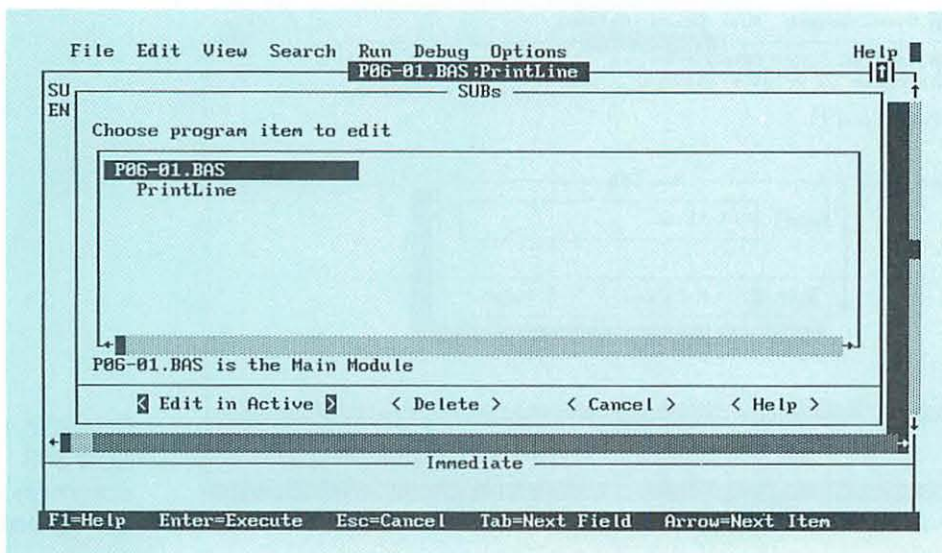 File Edit View Search Run Debug Options Help
P06-01.BAS:PrintLine
SUBs
SU
EN
Choose program item to edit
P06-01.BAS
PrintLine
P06-01.BAS is the Main Module
< Edit in Active > < Delete > < Cancel > < Help >
Immediate
F1=Help Enter=Execute Esc=Cancel Tab=Next Field Arrow=Next Item